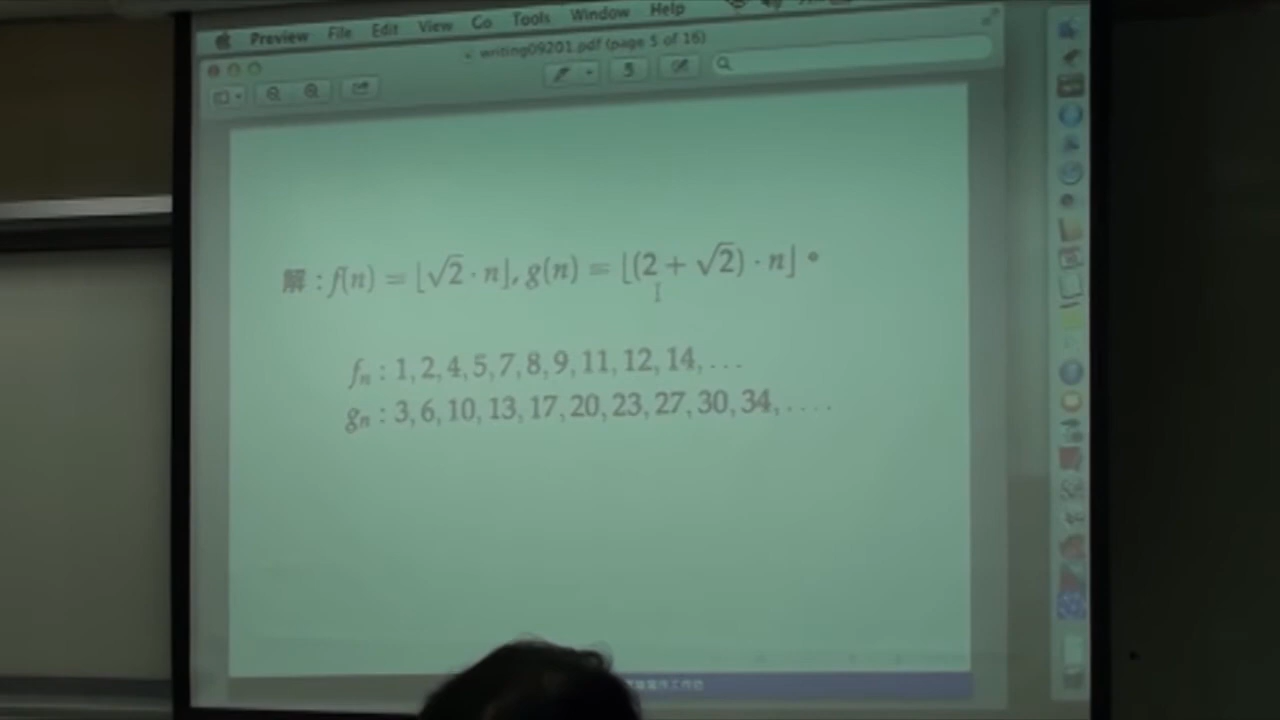 Preview File Edit View Go Tools Window Help
writing09201.pdf (page 5 of 16)
5
解 : f(n) = ⌊√2 · n⌋, g(n) = ⌊(2 + √2) · n⌋。
fₙ : 1, 2, 4, 5, 7, 8, 9, 11, 12, 14, . . .
gₙ : 3, 6, 10, 13, 17, 20, 23, 27, 30, 34, . . . .